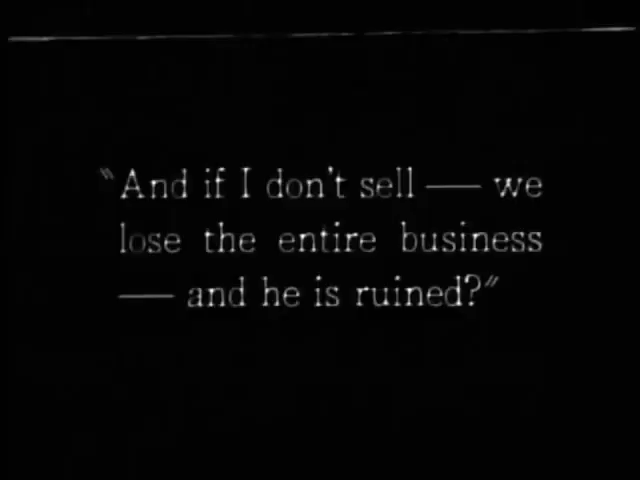 "And if I don't sell — we
lose the entire business
— and he is ruined?"